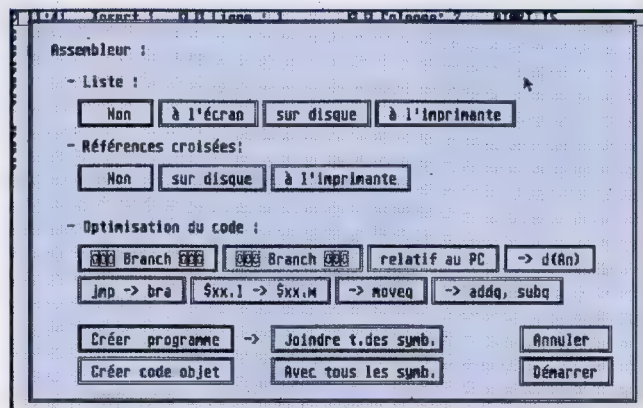 Assembleur :
- Liste :
Non à l'écran sur disque à l'imprimante
- Références croisées:
Non sur disque à l'imprimante
- Optimisation du code :
Branch Branch relatif au PC -> d(An)
jmp -> bra $xx.l -> $xx.w -> moveq -> addq, subq
Créer programme -> Joindre t.des symb. Annuler
Créer code objet Avec tous les symb. Démarrer